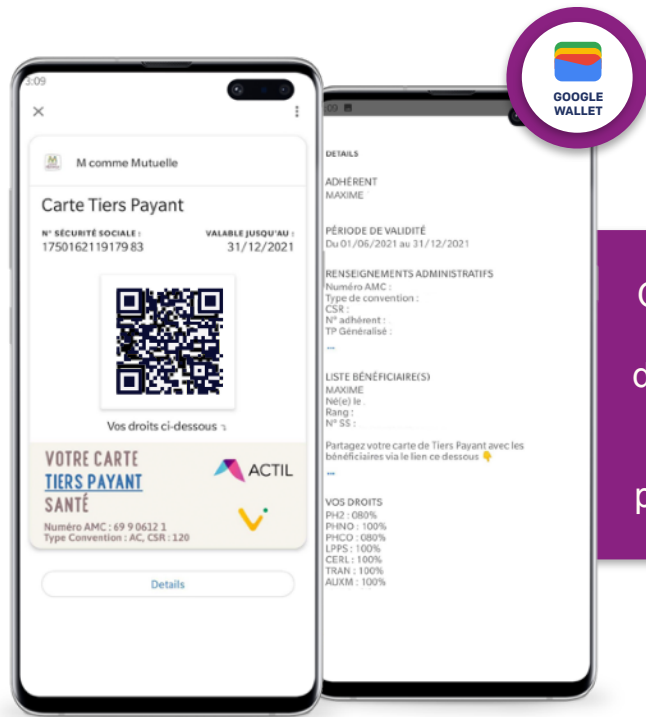 3:09
M comme Mutuelle
Carte Tiers Payant
N° SÉCURITÉ SOCIALE :
VALABLE JUSQU'AU :
1750162119179 83
31/12/2021
Vos droits ci-dessous
VOTRE CARTE
TIERS PAYANT
SANTÉ
ACTIL
Numéro AMC : 69 9 0612 1
Type Convention : AC, CSR : 120
Details
GOOGLE
WALLET
:09
DETAILS
ADHÉRENT
MAXIME
PÉRIODE DE VALIDITÉ
Du 01/06/2021 au 31/12/2021
RENSEIGNEMENTS ADMINISTRATIFS
Numéro AMC :
Type de convention :
CSR :
N° adhérent :
TP Généralisé :
...
LISTE BÉNÉFICIAIRE(S)
MAXIME
Né(e) le
Rang :
N° SS :
Partagez votre carte de Tiers Payant avec les
bénéficiaires via le lien ce dessous 👇
...
VOS DROITS
PH2 : 080%
PHNO : 100%
PHCO : 080%
LPPS : 100%
CERL : 100%
TRAN : 100%
AUXM : 100%